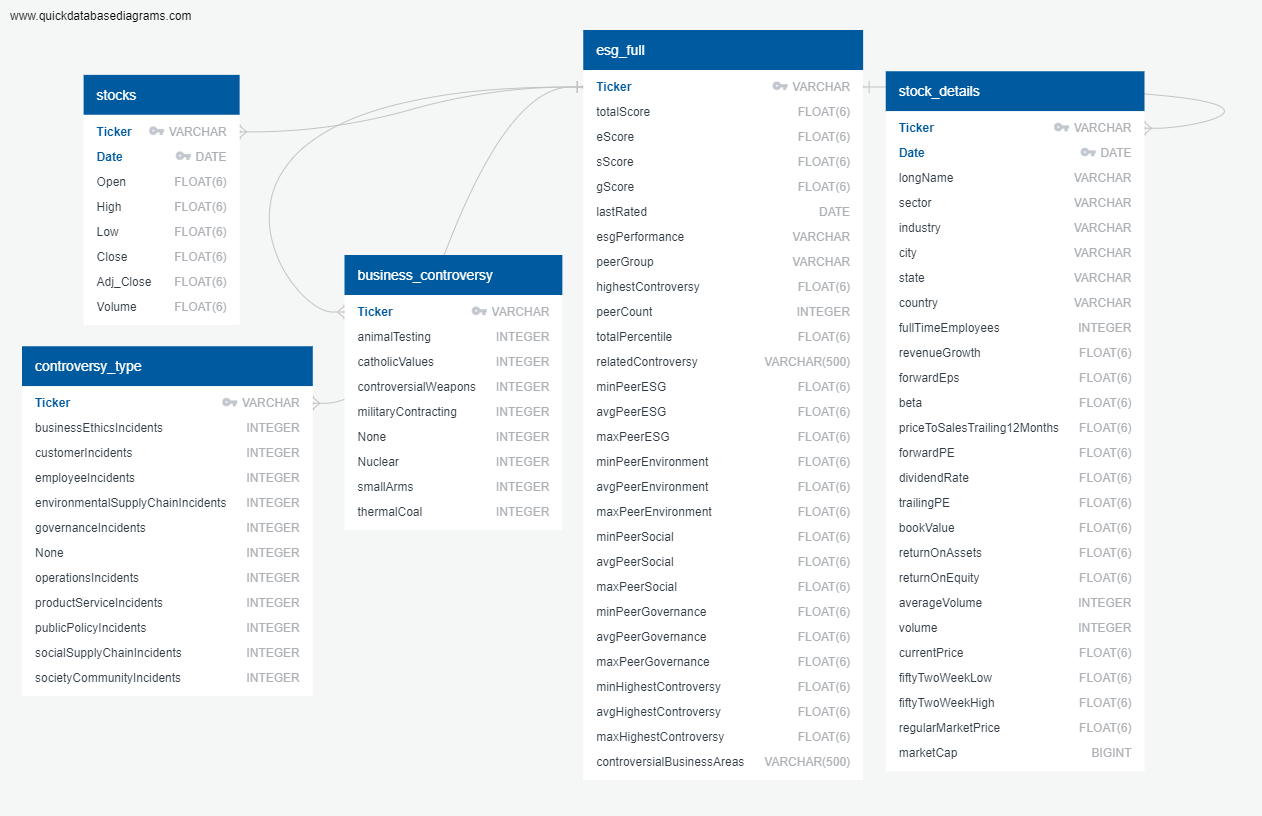 www.quickdatabasediagrams.com
stocks
Ticker VARCHAR
Date DATE
Open FLOAT(6)
High FLOAT(6)
Low FLOAT(6)
Close FLOAT(6)
Adj_Close FLOAT(6)
Volume FLOAT(6)
controversy_type
Ticker VARCHAR
businessEthicsIncidents INTEGER
customerIncidents INTEGER
employeeIncidents INTEGER
environmentalSupplyChainIncidents INTEGER
governanceIncidents INTEGER
None INTEGER
operationsIncidents INTEGER
productServiceIncidents INTEGER
publicPolicyIncidents INTEGER
socialSupplyChainIncidents INTEGER
societyCommunityIncidents INTEGER
business_controversy
Ticker VARCHAR
animalTesting INTEGER
catholicValues INTEGER
controversialWeapons INTEGER
militaryContracting INTEGER
None INTEGER
Nuclear INTEGER
smallArms INTEGER
thermalCoal INTEGER
esg_full
Ticker VARCHAR
totalScore FLOAT(6)
eScore FLOAT(6)
sScore FLOAT(6)
gScore FLOAT(6)
lastRated DATE
esgPerformance VARCHAR
peerGroup VARCHAR
highestControversy FLOAT(6)
peerCount INTEGER
totalPercentile FLOAT(6)
relatedControversy VARCHAR(500)
minPeerESG FLOAT(6)
avgPeerESG FLOAT(6)
maxPeerESG FLOAT(6)
minPeerEnvironment FLOAT(6)
avgPeerEnvironment FLOAT(6)
maxPeerEnvironment FLOAT(6)
minPeerSocial FLOAT(6)
avgPeerSocial FLOAT(6)
maxPeerSocial FLOAT(6)
minPeerGovernance FLOAT(6)
avgPeerGovernance FLOAT(6)
maxPeerGovernance FLOAT(6)
minHighestControversy FLOAT(6)
avgHighestControversy FLOAT(6)
maxHighestControversy FLOAT(6)
controversialBusinessAreas VARCHAR(500)
stock_details
Ticker VARCHAR
Date DATE
longName VARCHAR
sector VARCHAR
industry VARCHAR
city VARCHAR
state VARCHAR
country VARCHAR
fullTimeEmployees INTEGER
revenueGrowth FLOAT(6)
forwardEps FLOAT(6)
beta FLOAT(6)
priceToSalesTrailing12Months FLOAT(6)
forwardPE FLOAT(6)
dividendRate FLOAT(6)
trailingPE FLOAT(6)
bookValue FLOAT(6)
returnOnAssets FLOAT(6)
returnOnEquity FLOAT(6)
averageVolume INTEGER
volume INTEGER
currentPrice FLOAT(6)
fiftyTwoWeekLow FLOAT(6)
fiftyTwoWeekHigh FLOAT(6)
regularMarketPrice FLOAT(6)
marketCap BIGINT